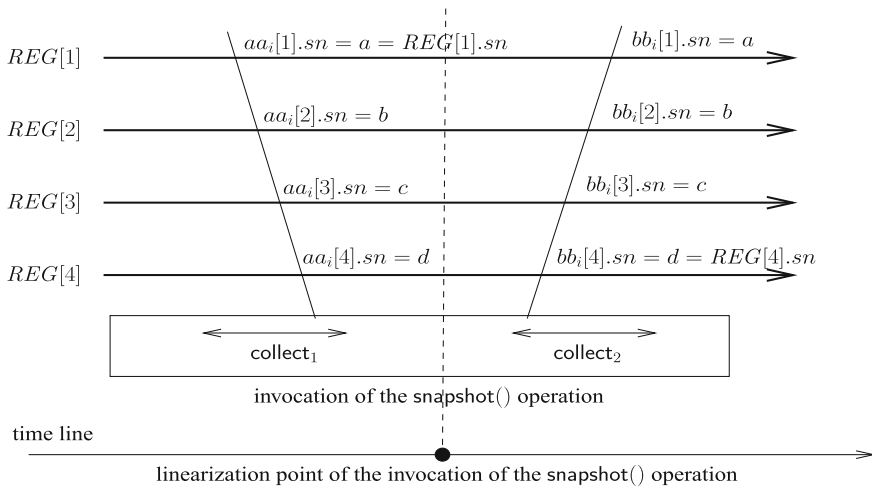 REG[1] aa_i[1].sn = a = REG[1].sn bb_i[1].sn = a
REG[2] aa_i[2].sn = b bb_i[2].sn = b
REG[3] aa_i[3].sn = c bb_i[3].sn = c
REG[4] aa_i[4].sn = d bb_i[4].sn = d = REG[4].sn
collect₁ collect₂
invocation of the snapshot() operation
time line
linearization point of the invocation of the snapshot() operation